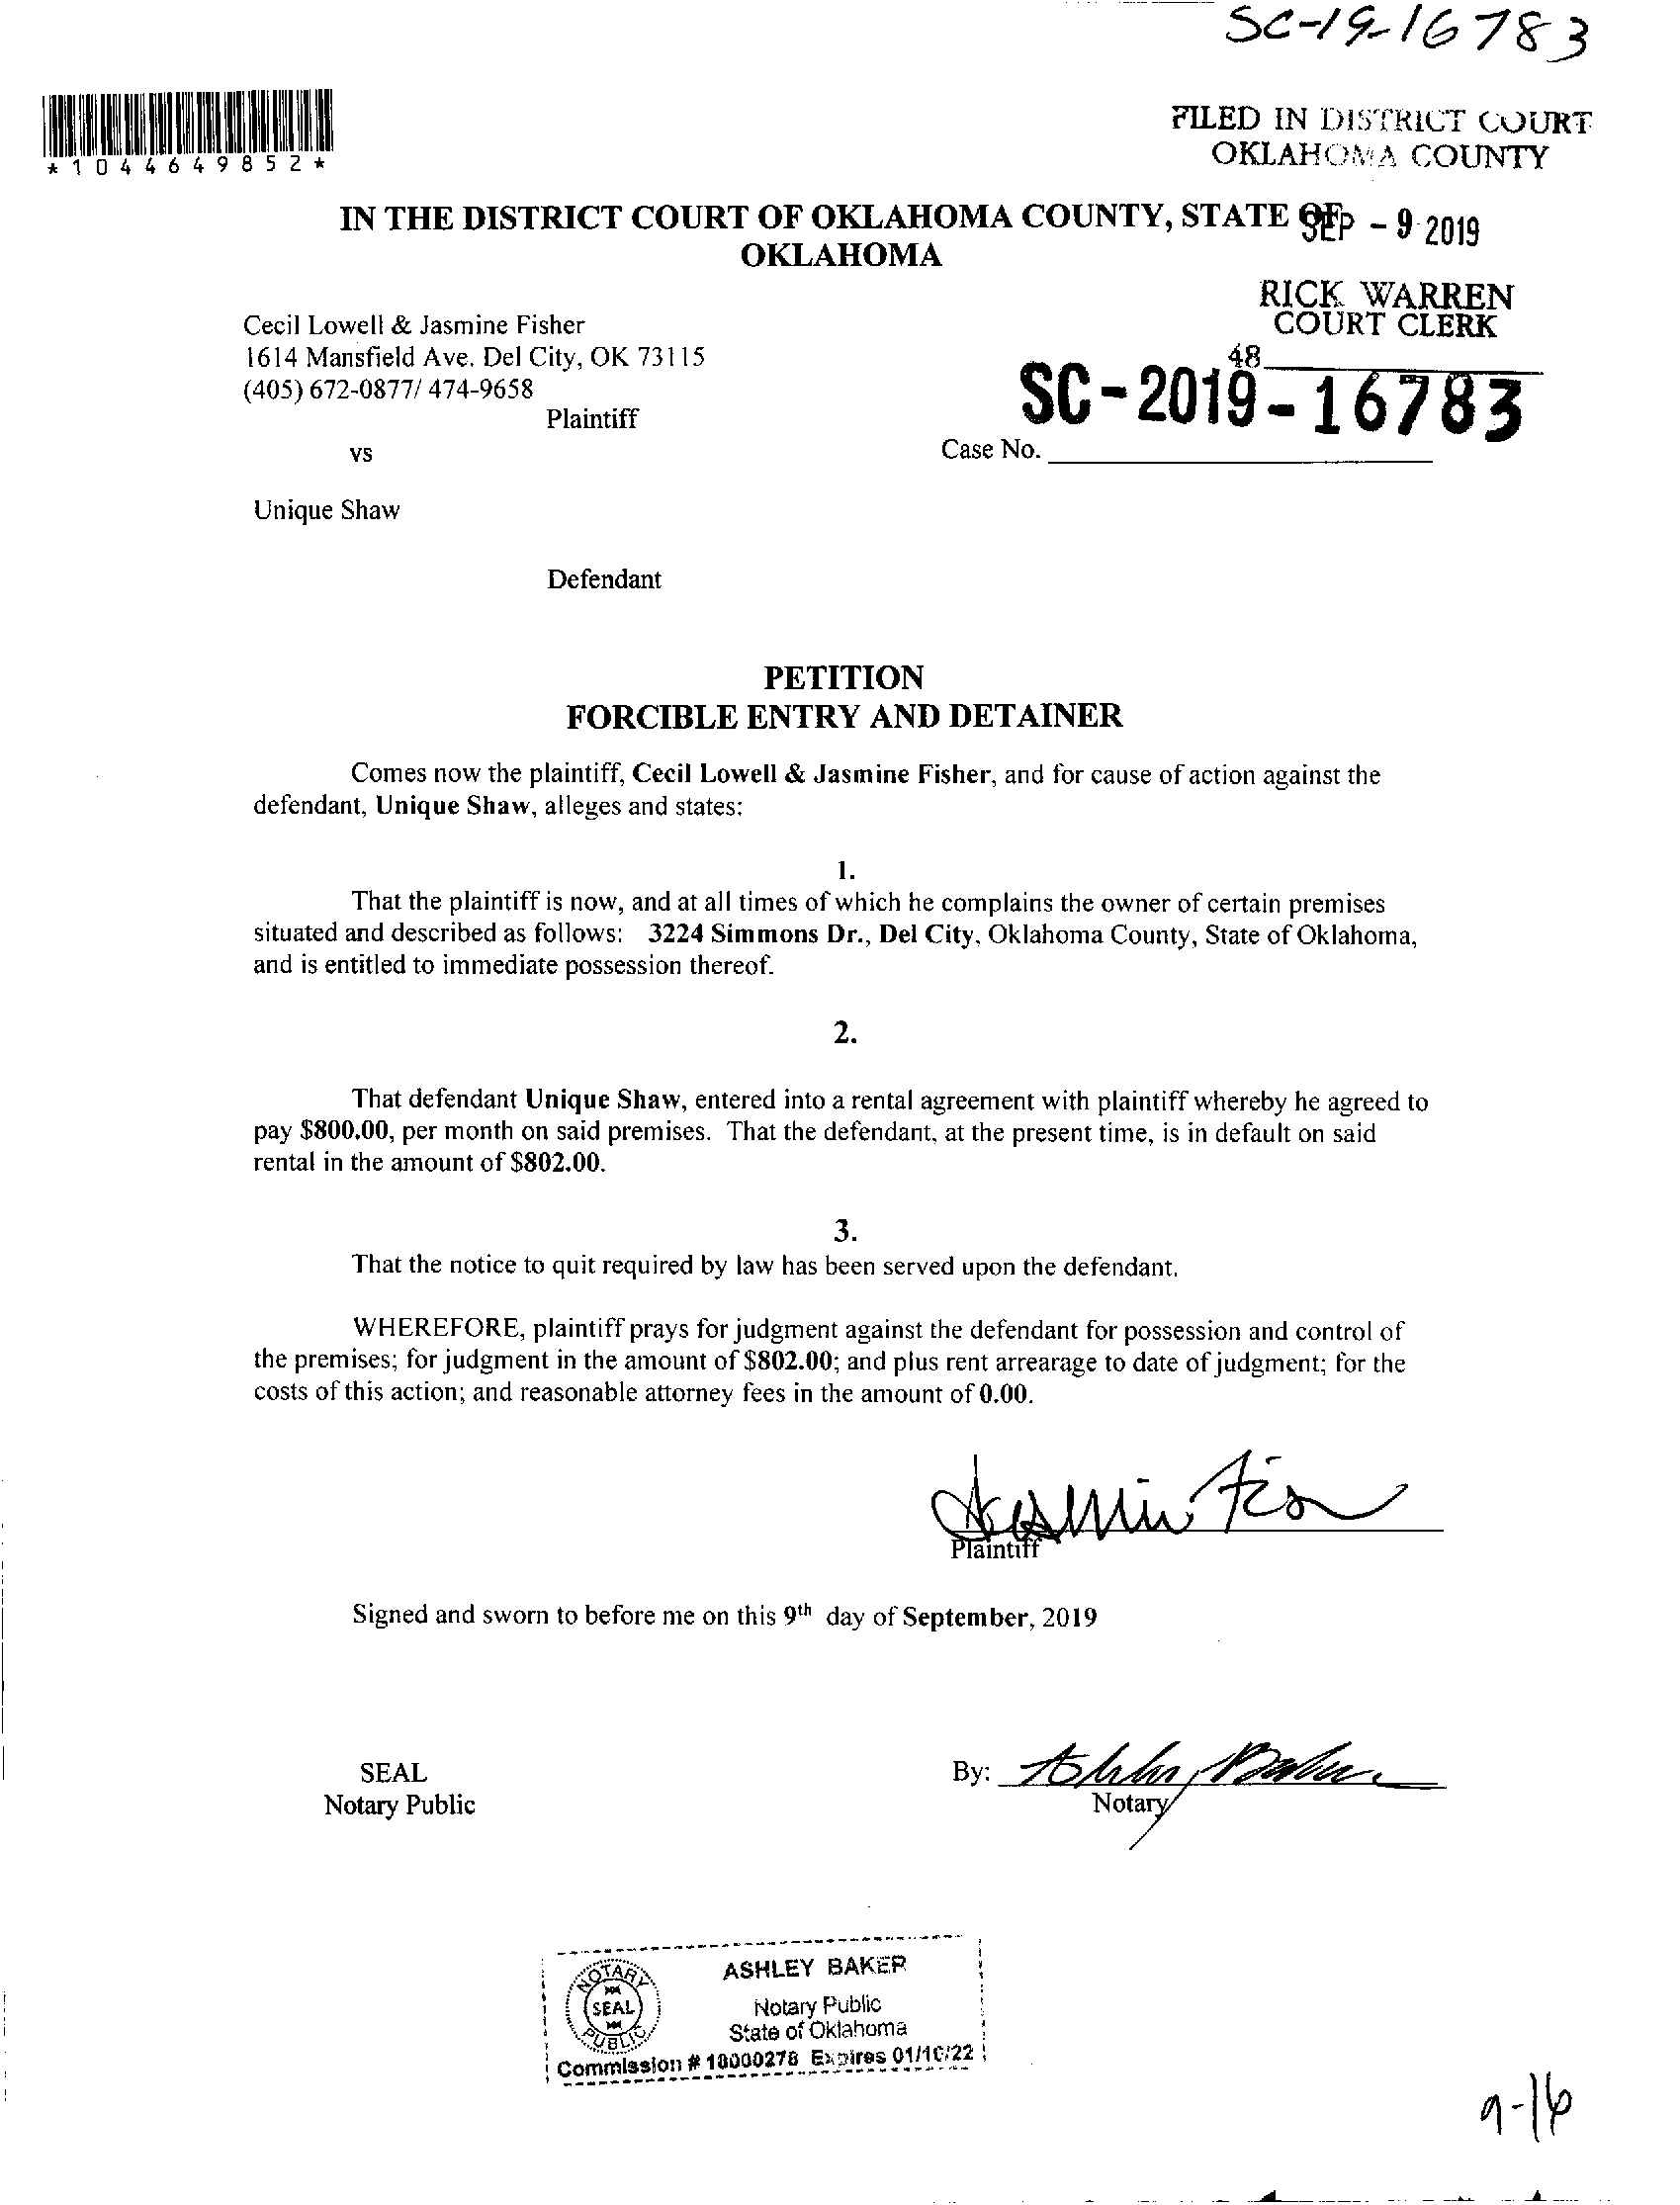 SC-19-16783
*1044649852*
FILED IN DISTRICT COURT
OKLAHOMA COUNTY
IN THE DISTRICT COURT OF OKLAHOMA COUNTY, STATE OF
SEP - 9 2019
OKLAHOMA
RICK WARREN
COURT CLERK
Cecil Lowell & Jasmine Fisher
1614 Mansfield Ave. Del City, OK 73115
48
(405) 672-0877/ 474-9658
SC-2019-16783
Plaintiff
vs
Case No.
Unique Shaw
Defendant
PETITION
FORCIBLE ENTRY AND DETAINER
Comes now the plaintiff, Cecil Lowell & Jasmine Fisher, and for cause of action against the
defendant, Unique Shaw, alleges and states:
1.
That the plaintiff is now, and at all times of which he complains the owner of certain premises
situated and described as follows: 3224 Simmons Dr., Del City, Oklahoma County, State of Oklahoma,
and is entitled to immediate possession thereof.
2.
That defendant Unique Shaw, entered into a rental agreement with plaintiff whereby he agreed to
pay $800.00, per month on said premises. That the defendant, at the present time, is in default on said
rental in the amount of $802.00.
3.
That the notice to quit required by law has been served upon the defendant.
WHEREFORE, plaintiff prays for judgment against the defendant for possession and control of
the premises; for judgment in the amount of $802.00; and plus rent arrearage to date of judgment; for the
costs of this action; and reasonable attorney fees in the amount of 0.00.
Plaintiff
Signed and sworn to before me on this 9th day of September, 2019
SEAL
Notary Public
By: Ashley Baker
Notary
NOTARY
SEAL
PUBLIC
ASHLEY BAKER
Notary Public
State of Oklahoma
Commission # 18000278 Expires 01/10/22
9-16